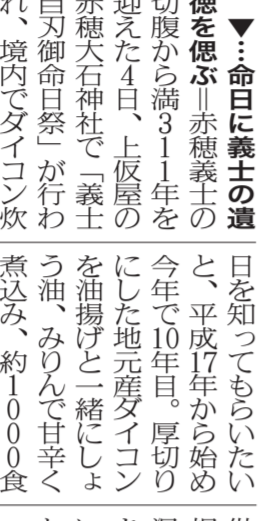 ▼…命日に義士の遺
徳を偲ぶ＝赤穂義士の
切腹から満311年を
迎えた4日、上仮屋の
赤穂大石神社で「義士
自刃御命日祭」が行わ
れ、境内でダイコン炊
日を知ってもらいたい
と、平成17年から始め
今年で10年目。厚切り
にした地元産ダイコン
を油揚げと一緒にしょ
う油、みりんで甘辛く
煮込み、約1000食